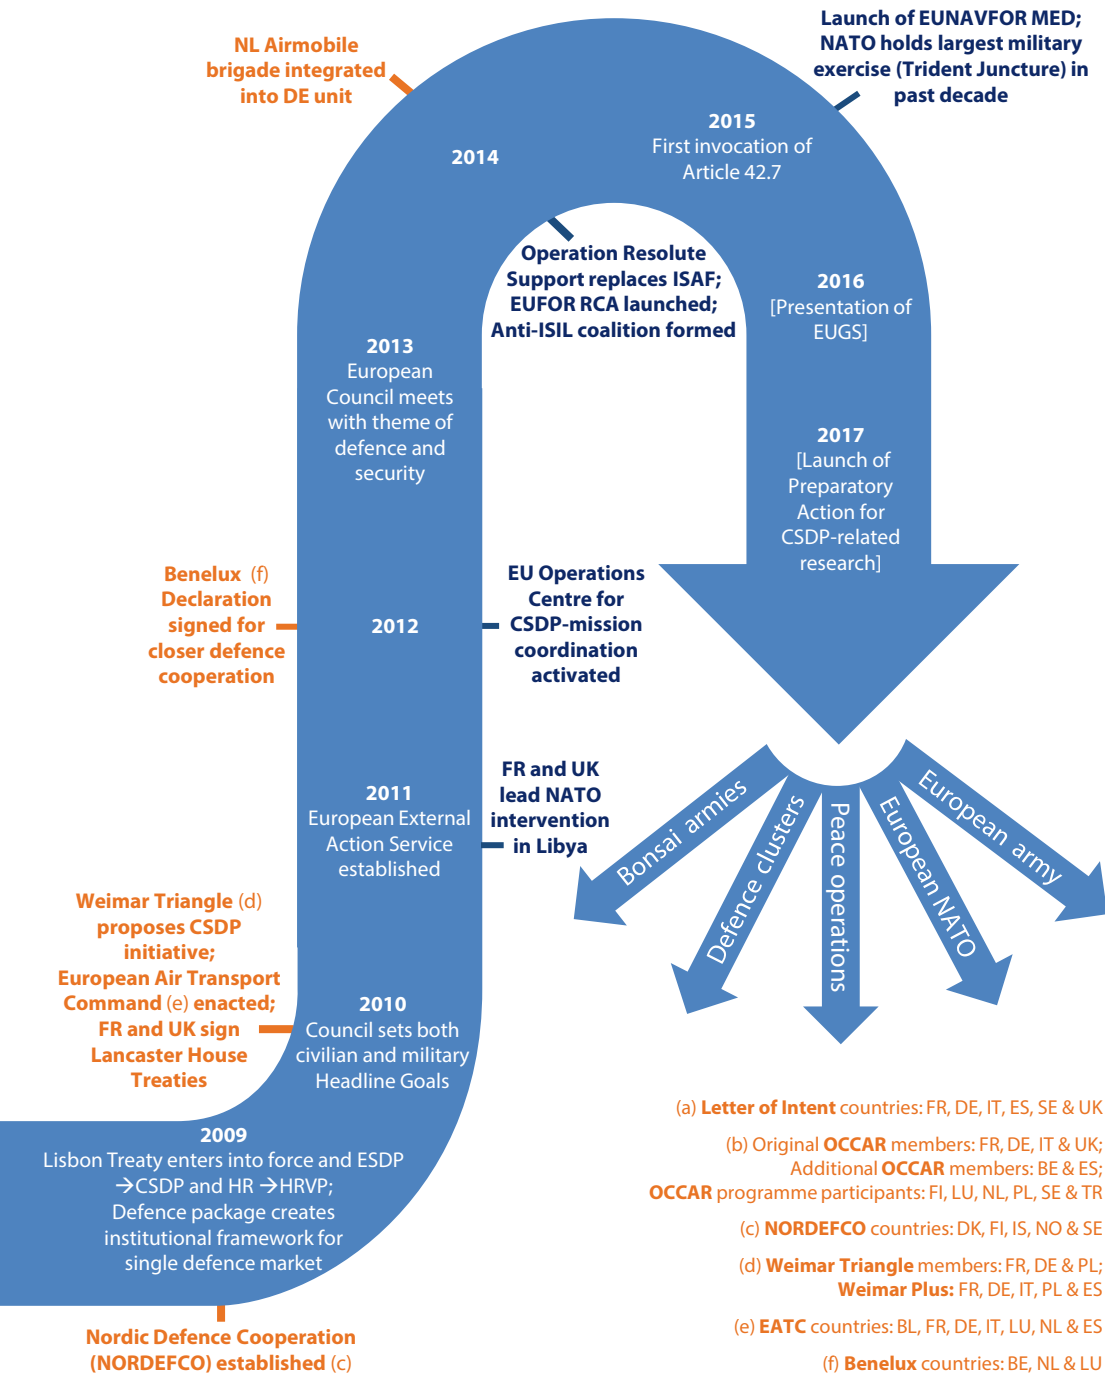 Launch of EUNAVFOR MED;
NATO holds largest military
exercise (Trident Juncture) in
past decade
NL Airmobile
brigade integrated
into DE unit
2015
First invocation of
Article 42.7
2014
Operation Resolute
Support replaces ISAF;
EUFOR RCA launched;
Anti-ISIL coalition formed
2016
[Presentation of
EUGS]
2013
European
Council meets
with theme of
defence and
security
2017
[Launch of
Preparatory
Action for
CSDP-related
research]
Benelux (f)
Declaration
signed for
closer defence
cooperation
2012
EU Operations
Centre for
CSDP-mission
coordination
activated
2011
European External
Action Service
established
FR and UK
lead NATO
intervention
in Libya
Bonsai armies
Defence clusters
Peace operations
European NATO
European army
Weimar Triangle (d)
proposes CSDP
initiative;
European Air Transport
Command (e) enacted;
FR and UK sign
Lancaster House
Treaties
2010
Council sets both
civilian and military
Headline Goals
2009
Lisbon Treaty enters into force and ESDP
→CSDP and HR →HRVP;
Defence package creates
institutional framework for
single defence market
Nordic Defence Cooperation
(NORDEFCO) established (c)
(a) Letter of Intent countries: FR, DE, IT, ES, SE & UK
(b) Original OCCAR members: FR, DE, IT & UK;
Additional OCCAR members: BE & ES;
OCCAR programme participants: FI, LU, NL, PL, SE & TR
(c) NORDEFCO countries: DK, FI, IS, NO & SE
(d) Weimar Triangle members: FR, DE & PL;
Weimar Plus: FR, DE, IT, PL & ES
(e) EATC countries: BL, FR, DE, IT, LU, NL & ES
(f) Benelux countries: BE, NL & LU